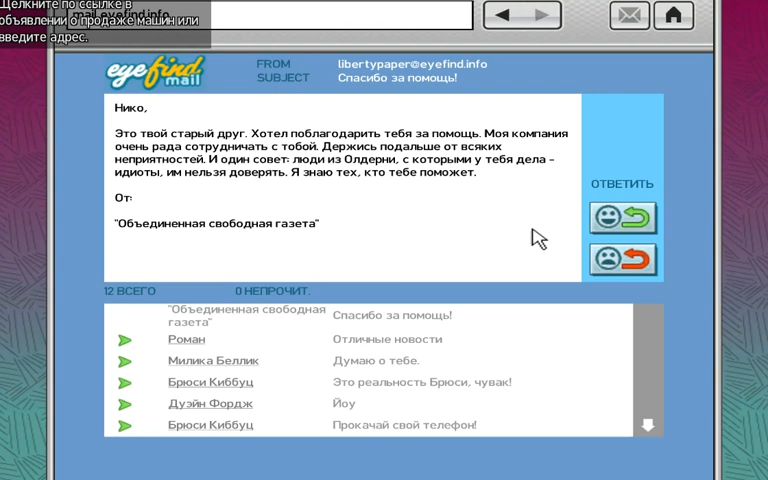 Щелкните по ссылке в
объявлении о продаже машин или
введите адрес.
mail.eyefind.info
eyefind
mail
FROM libertypaper@eyefind.info
SUBJECT Спасибо за помощь!
Нико,
Это твой старый друг. Хотел поблагодарить тебя за помощь. Моя компания
очень рада сотрудничать с тобой. Держись подальше от всяких
неприятностей. И один совет: люди из Олдерни, с которыми у тебя дела -
идиоты, им нельзя доверять. Я знаю тех, кто тебе поможет.
От:
"Объединенная свободная газета"
ОТВЕТИТЬ
12 ВСЕГО 0 НЕПРОЧИТ.
"Объединенная свободная
газета" Спасибо за помощь!
Роман Отличные новости
Милика Беллик Думаю о тебе.
Брюси Киббуц Это реальность Брюси, чувак!
Дуэйн Фордж Йоу
Брюси Киббуц Прокачай свой телефон!